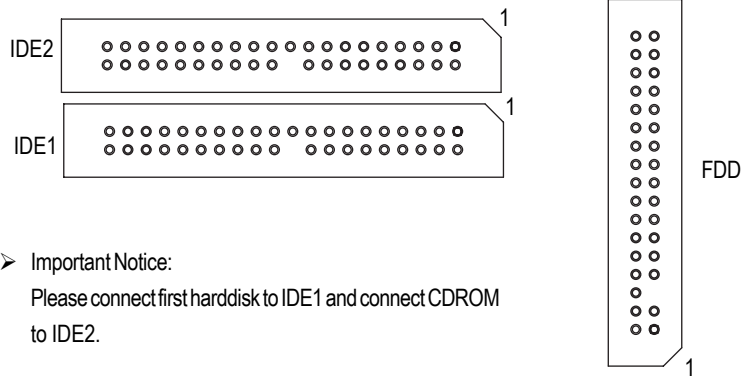 1
IDE2
1
IDE1
FDD
➢ Important Notice:
Please connect first harddisk to IDE1 and connect CDROM
to IDE2.
1